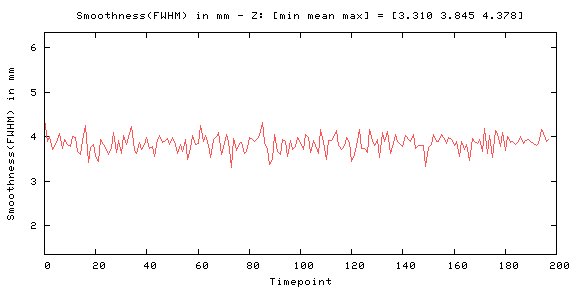 Smoothness(FWHM) in mm - Z: [min mean max] = [3.310 3.845 4.378]
6
5
4
3
2
Smoothness(FWHM) in mm
0 20 40 60 80 100 120 140 160 180 200
Timepoint